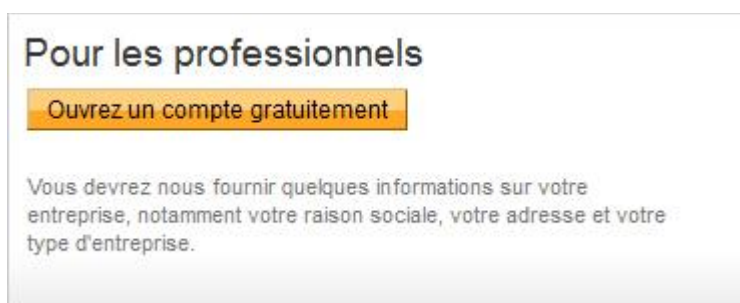 Pour les professionnels
Ouvrez un compte gratuitement
Vous devrez nous fournir quelques informations sur votre
entreprise, notamment votre raison sociale, votre adresse et votre
type d'entreprise.